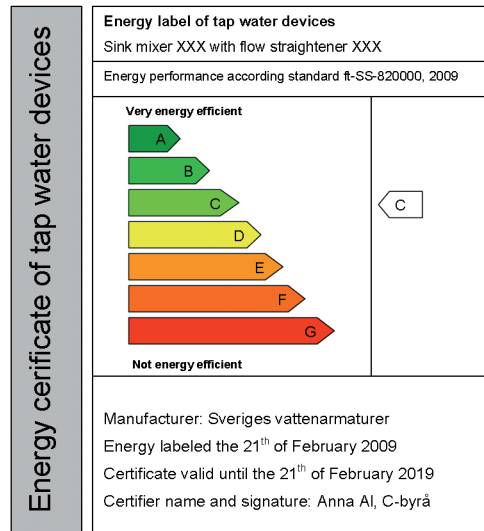 Energy cerificate of tap water devices
Energy label of tap water devices
Sink mixer XXX with flow straightener XXX
Energy performance according standard ft-SS-820000, 2009
Very energy efficient
A
B
C
C
D
E
F
G
Not energy efficient
Manufacturer: Sveriges vattenarmaturer
Energy labeled the 21th of February 2009
Certificate valid until the 21th of February 2019
Certifier name and signature: Anna Al, C-byrå